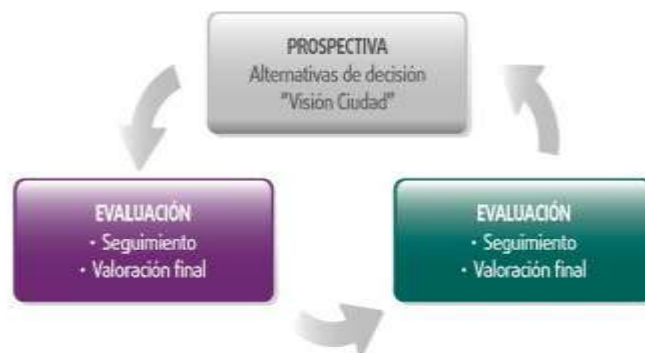 PROSPECTIVA
Alternativas de decisión
"Visión Ciudad"
EVALUACIÓN
· Seguimiento
· Valoración final
EVALUACIÓN
· Seguimiento
· Valoración final